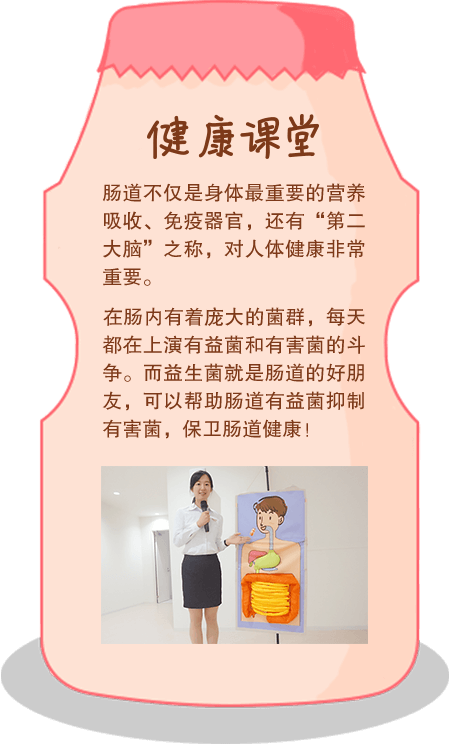 健康课堂
肠道不仅是身体最重要的营养
吸收、免疫器官，还有“第二
大脑”之称，对人体健康非常
重要。
在肠内有着庞大的菌群，每天
都在上演有益菌和有害菌的斗
争。而益生菌就是肠道的好朋
友，可以帮助肠道有益菌抑制
有害菌，保卫肠道健康！